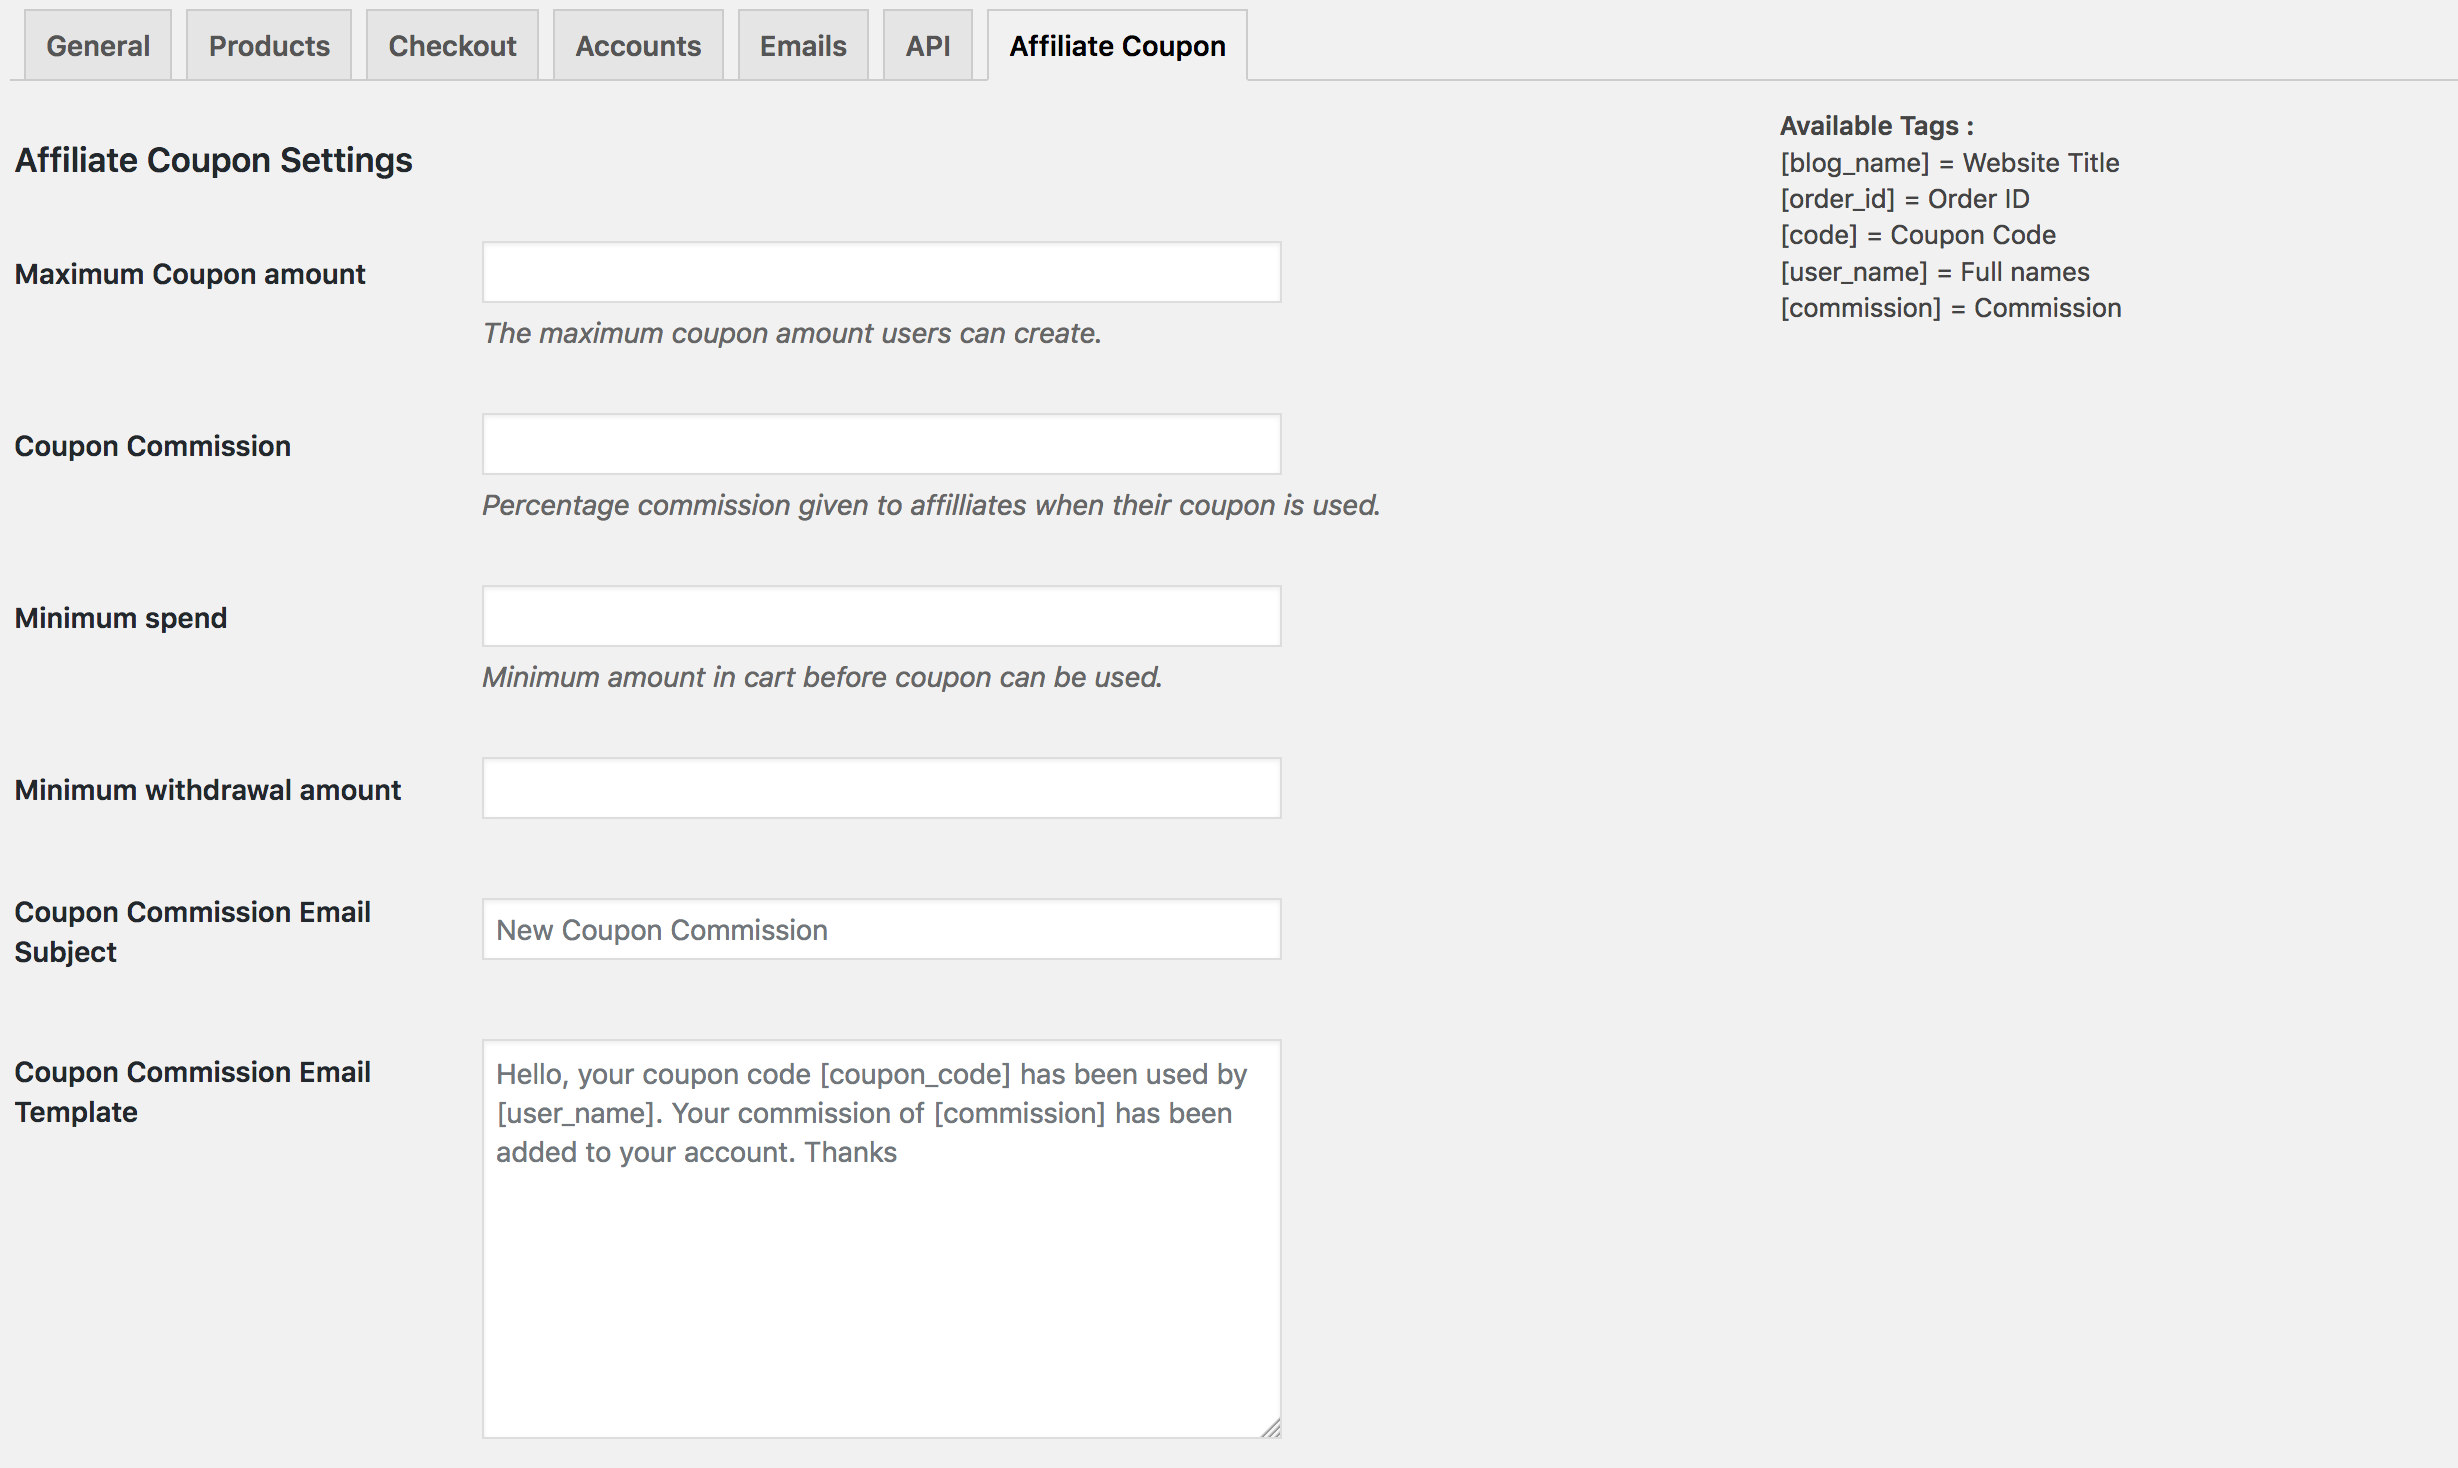 General
Products
Checkout
Accounts
Emails
API
Affiliate Coupon
Affiliate Coupon Settings
Maximum Coupon amount
The maximum coupon amount users can create.
Coupon Commission
Percentage commission given to affilliates when their coupon is used.
Minimum spend
Minimum amount in cart before coupon can be used.
Minimum withdrawal amount
Coupon Commission Email
Subject
New Coupon Commission
Coupon Commission Email
Template
Hello, your coupon code [coupon_code] has been used by
[user_name]. Your commission of [commission] has been
added to your account. Thanks
Available Tags :
[blog_name] = Website Title
[order_id] = Order ID
[code] = Coupon Code
[user_name] = Full names
[commission] = Commission